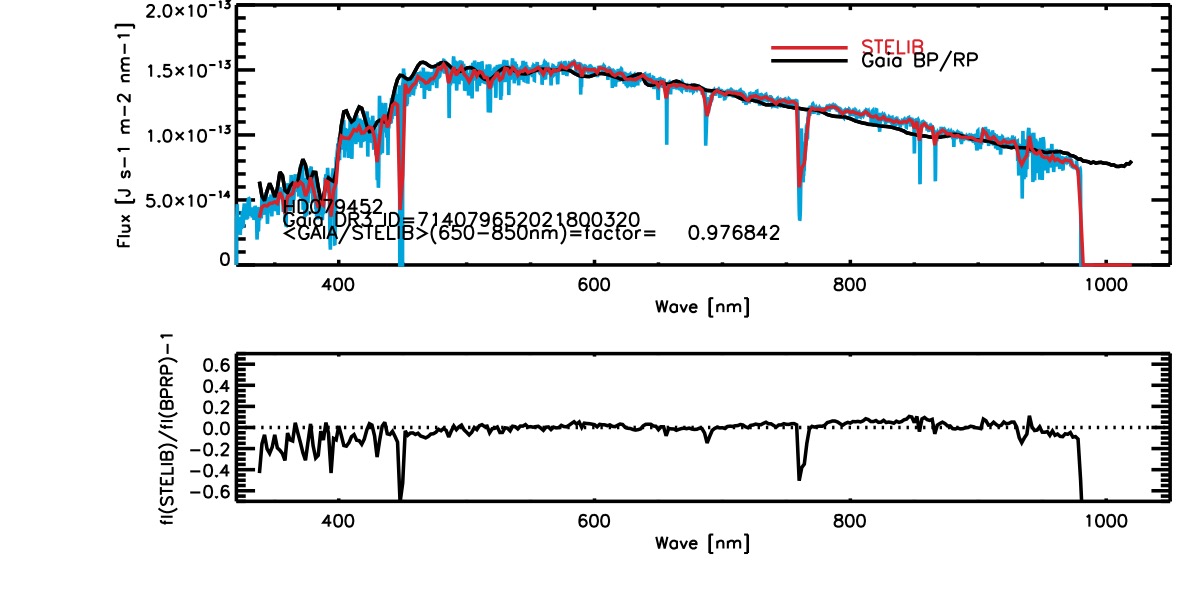 2.0×10−13
1.5×10−13
1.0×10−13
5.0×10−14
0
Flux [J s−1 m−2 nm−1]
STELIB
Gaia BP/RP
HD079452
Gaia DR3 ID=714079652021800320
<GAIA/STELIB>(650−850nm)=factor= 0.976842
400 600 800 1000
Wave [nm]
0.6
0.4
0.2
0.0
−0.2
−0.4
−0.6
fl(STELIB)/fl(BPRP)−1
400 600 800 1000
Wave [nm]